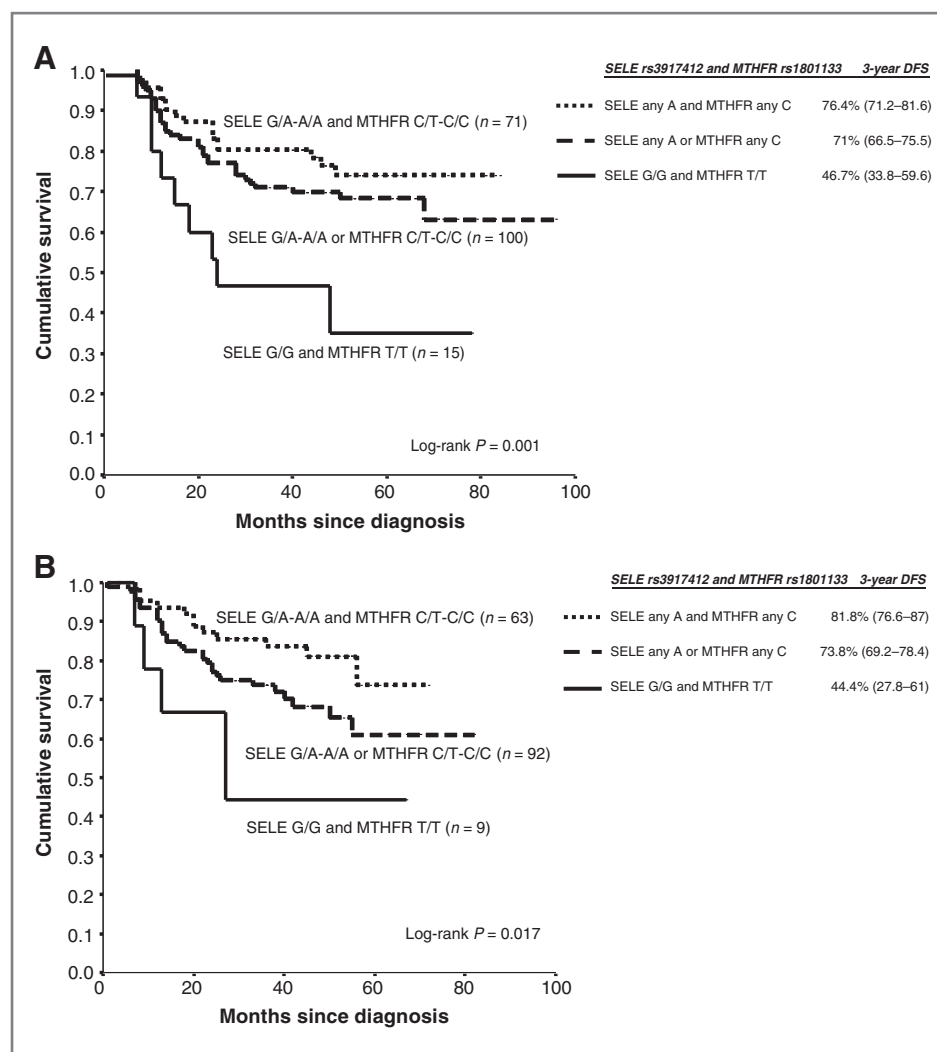 A
SELE rs3917412 and MTHFR rs1801133 3-year DFS
SELE any A and MTHFR any C 76.4% (71.2–81.6)
SELE any A or MTHFR any C 71% (66.5–75.5)
SELE G/G and MTHFR T/T 46.7% (33.8–59.6)
Cumulative survival
1.0
0.9
0.8
0.7
0.6
0.5
0.4
0.3
0.2
0.1
0.0
SELE G/A-A/A and MTHFR C/T-C/C (n = 71)
SELE G/A-A/A or MTHFR C/T-C/C (n = 100)
SELE G/G and MTHFR T/T (n = 15)
Log-rank P = 0.001
0 20 40 60 80 100
Months since diagnosis
B
SELE rs3917412 and MTHFR rs1801133 3-year DFS
SELE any A and MTHFR any C 81.8% (76.6–87)
SELE any A or MTHFR any C 73.8% (69.2–78.4)
SELE G/G and MTHFR T/T 44.4% (27.8–61)
Cumulative survival
1.0
0.9
0.8
0.7
0.6
0.5
0.4
0.3
0.2
0.1
0.0
SELE G/A-A/A and MTHFR C/T-C/C (n = 63)
SELE G/A-A/A or MTHFR C/T-C/C (n = 92)
SELE G/G and MTHFR T/T (n = 9)
Log-rank P = 0.017
0 20 40 60 80 100
Months since diagnosis